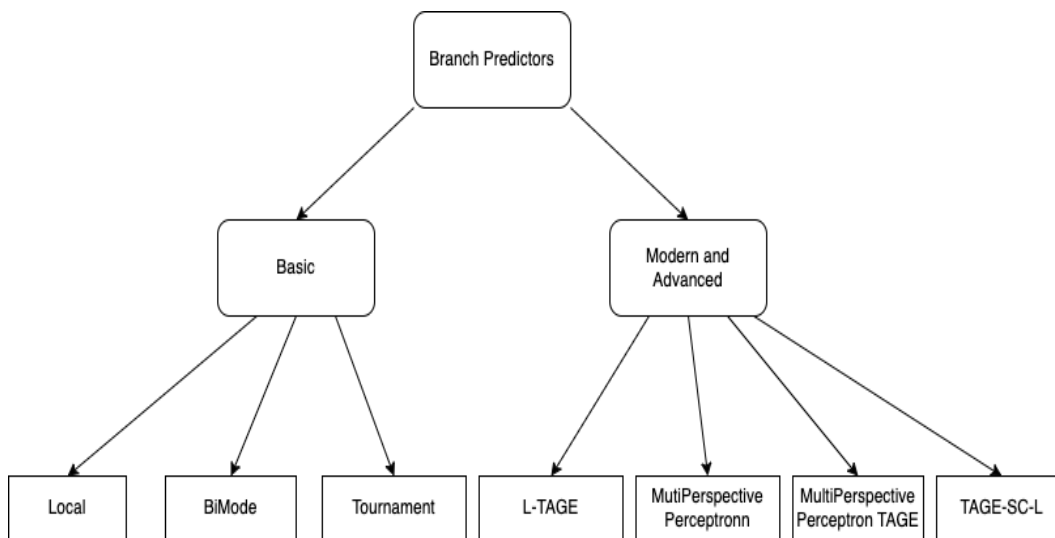 Branch Predictors
Basic
Modern and
Advanced
Local
BiMode
Tournament
L-TAGE
MutiPerspective
Perceptronn
MultiPerspective
Perceptron TAGE
TAGE-SC-L